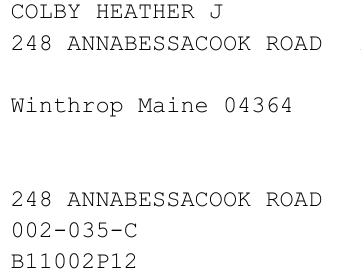 COLBY HEATHER J
248 ANNABESSACOOK ROAD
Winthrop Maine 04364
248 ANNABESSACOOK ROAD
002-035-C
B11002P12